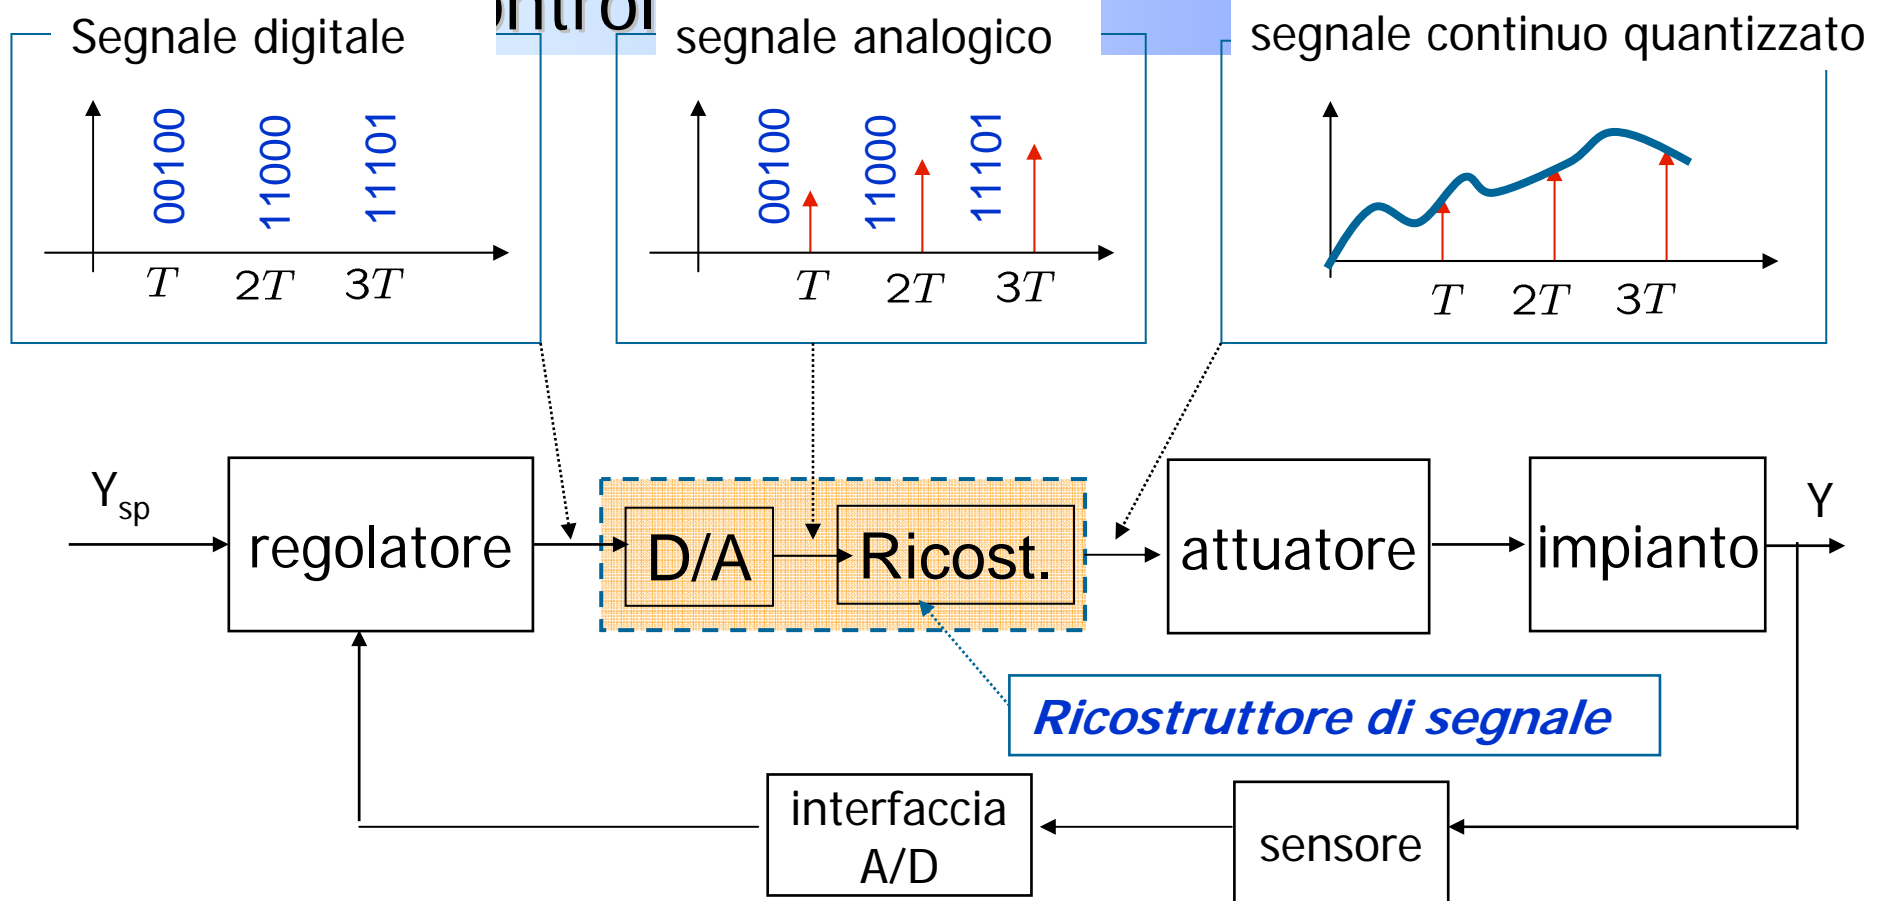 ontrol
Segnale digitale
segnale analogico
segnale continuo quantizzato
00100 11000 11101
T 2T 3T
00100 11000 11101
T 2T 3T
T 2T 3T
Ysp
regolatore
D/A
Ricost.
attuatore
impianto
Y
Ricostruttore di segnale
interfaccia
A/D
sensore